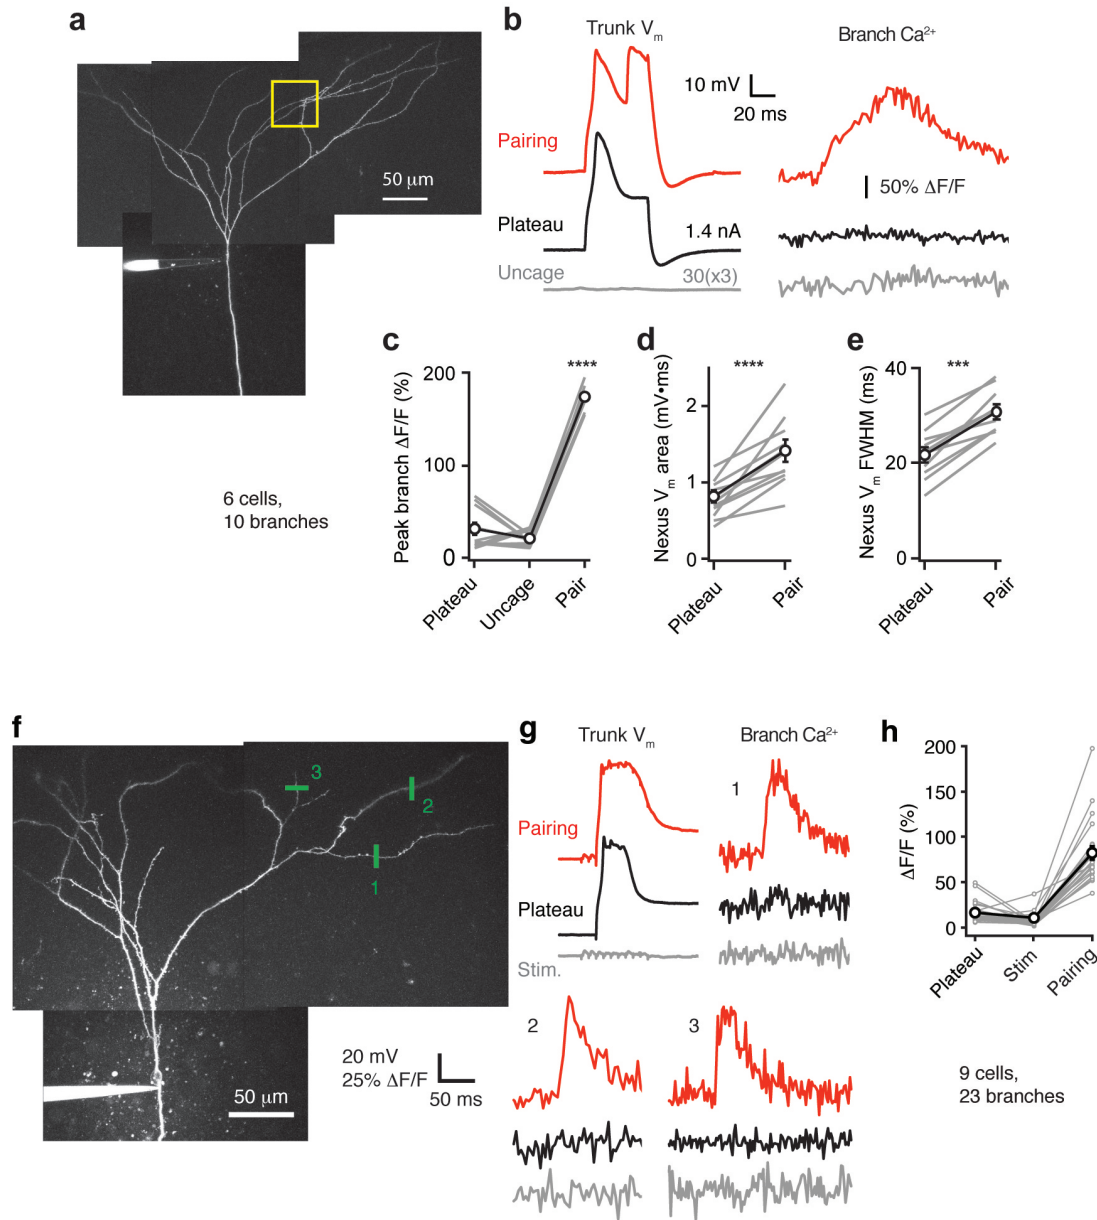 a
50 μm
b
Trunk Vm
Branch Ca2+
10 mV
20 ms
Pairing
50% ΔF/F
Plateau
1.4 nA
Uncage
30(x3)
c
****
200
100
0
Peak branch ΔF/F (%)
Plateau
Uncage
Pair
6 cells,
10 branches
d
****
2
1
0
Nexus Vm area (mV•ms)
Plateau
Pair
e
***
40
20
0
Nexus Vm FWHM (ms)
Plateau
Pair
f
3
2
1
50 μm
g
Trunk Vm
Branch Ca2+
1
Pairing
Plateau
Stim.
2
3
20 mV
25% ΔF/F
50 ms
h
200
150
100
50
0
ΔF/F (%)
Plateau
Stim
Pairing
9 cells,
23 branches